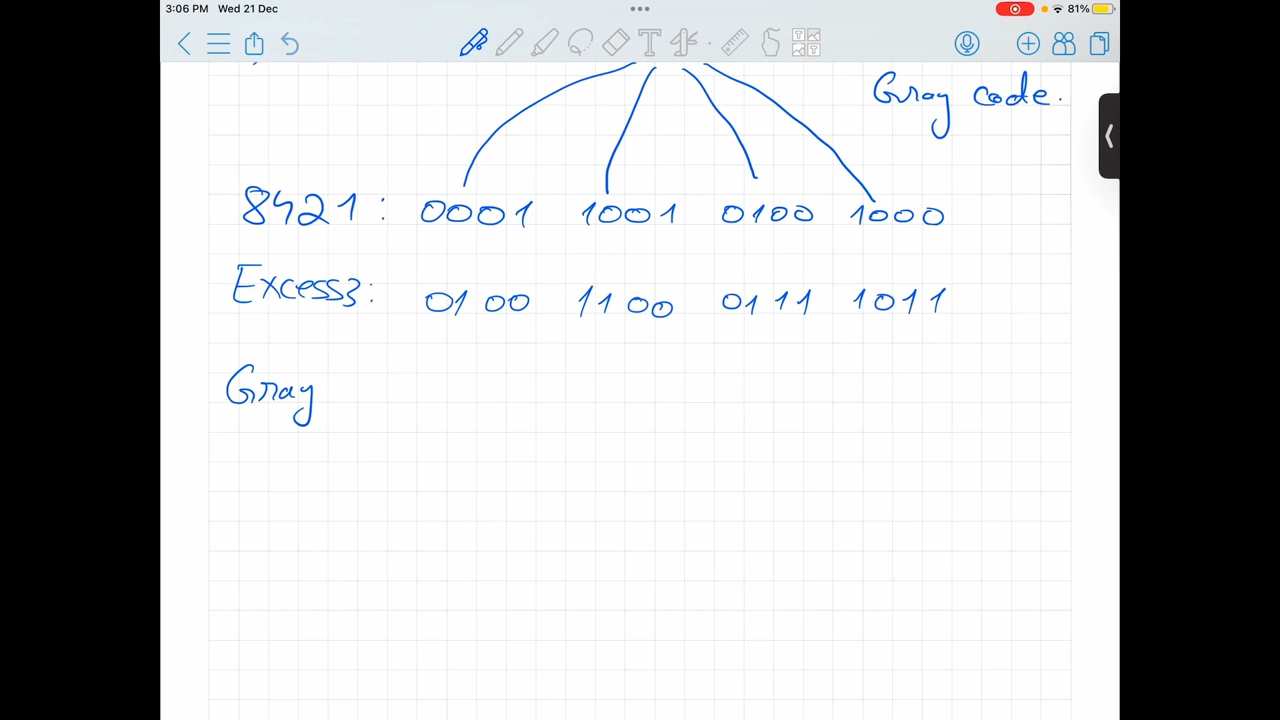 3:06 PM Wed 21 Dec
81%
Gray code.
8421: 0001 1001 0100 1000
Excess3: 0100 1100 0111 1011
Gray